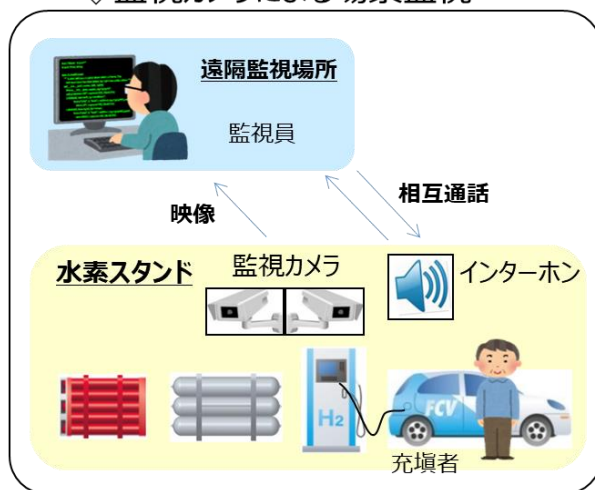 遠隔監視場所
監視員
映像
相互通話
水素スタンド
監視カメラ
インターホン
H2
FCV
充塡者